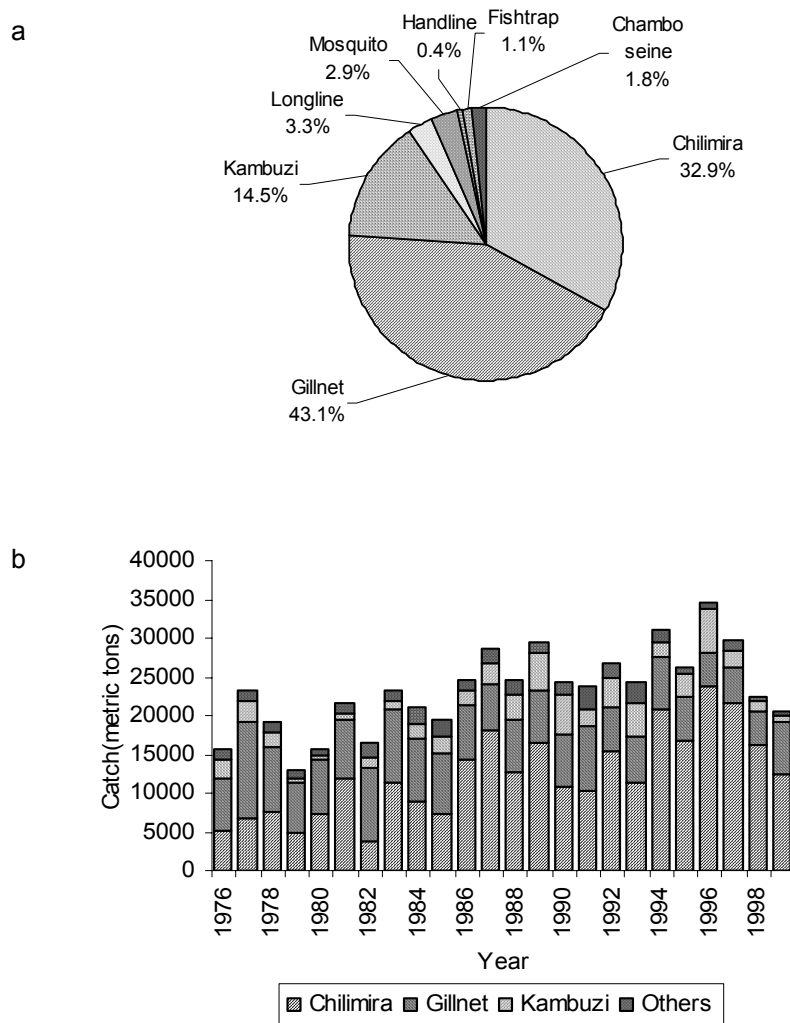 a
Handline
0.4%
Fishtrap
1.1%
Chambo
seine
1.8%
Mosquito
2.9%
Longline
3.3%
Kambuzi
14.5%
Chilimira
32.9%
Gillnet
43.1%
b
40000
35000
30000
25000
20000
15000
10000
5000
0
Catch(metric tons)
1976
1978
1980
1982
1984
1986
1988
1990
1992
1994
1996
1998
Year
Chilimira Gillnet Kambuzi Others